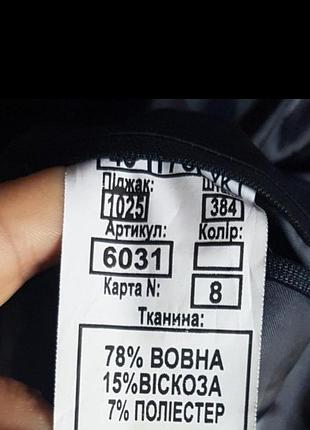 Піджак:
1025 384
Артикул: Колір:
6031
Карта N: 8
Тканина:
78% ВОВНА
15%ВІСКОЗА
7% ПОЛІЕСТЕР